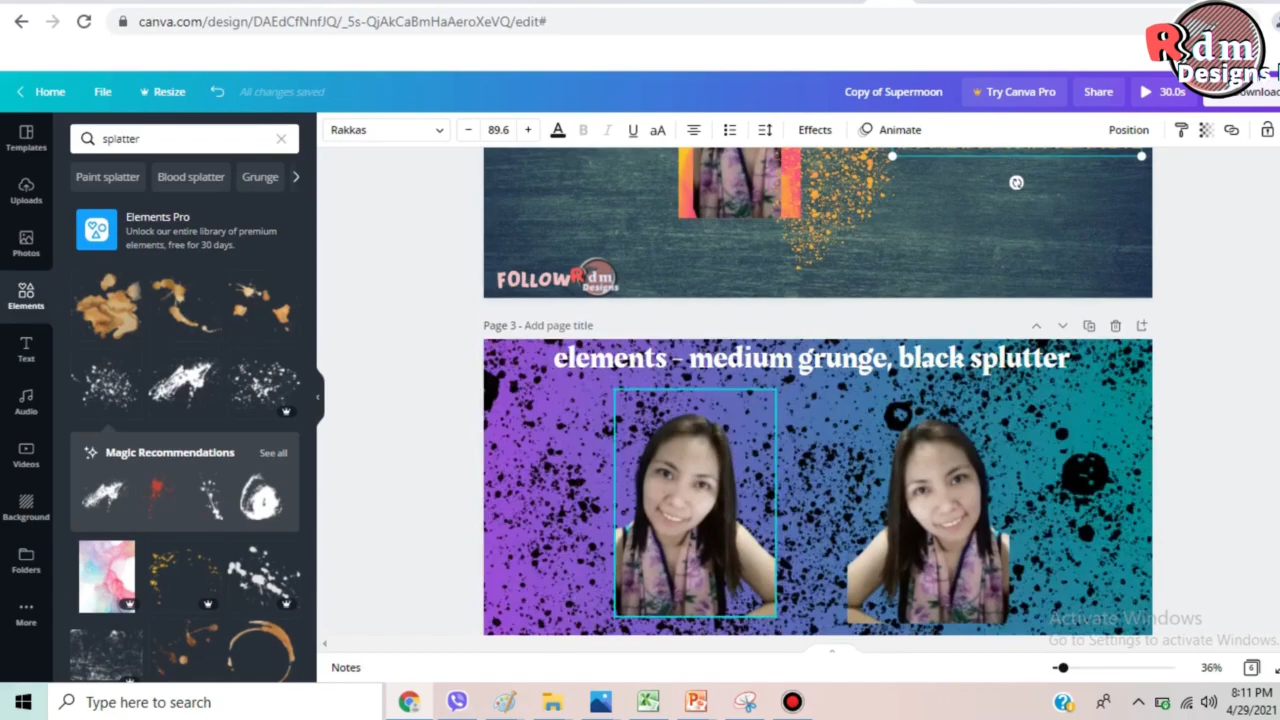 canva.com/design/DAEdCfNnfJQ/_5s-QjAkCaBmHaAeroXeVQ/edit#
Rdm
Designs
Home
File
Resize
All changes saved
Copy of Supermoon
Try Canva Pro
Share
30.0s
Templates
Uploads
Photos
Elements
Text
Audio
Videos
Background
Folders
More
splatter
Paint splatter
Blood splatter
Grunge
Elements Pro
Unlock our entire library of premium
elements, free for 30 days.
Magic Recommendations
See all
Rakkas
89.6
aA
Effects
Animate
Position
FOLLOW Rdm
Designs
Page 3 - Add page title
elements - medium grunge, black splutter
Activate Windows
Go to Settings to activate Windows.
Notes
36%
6
Type here to search
8:11 PM
4/29/2021